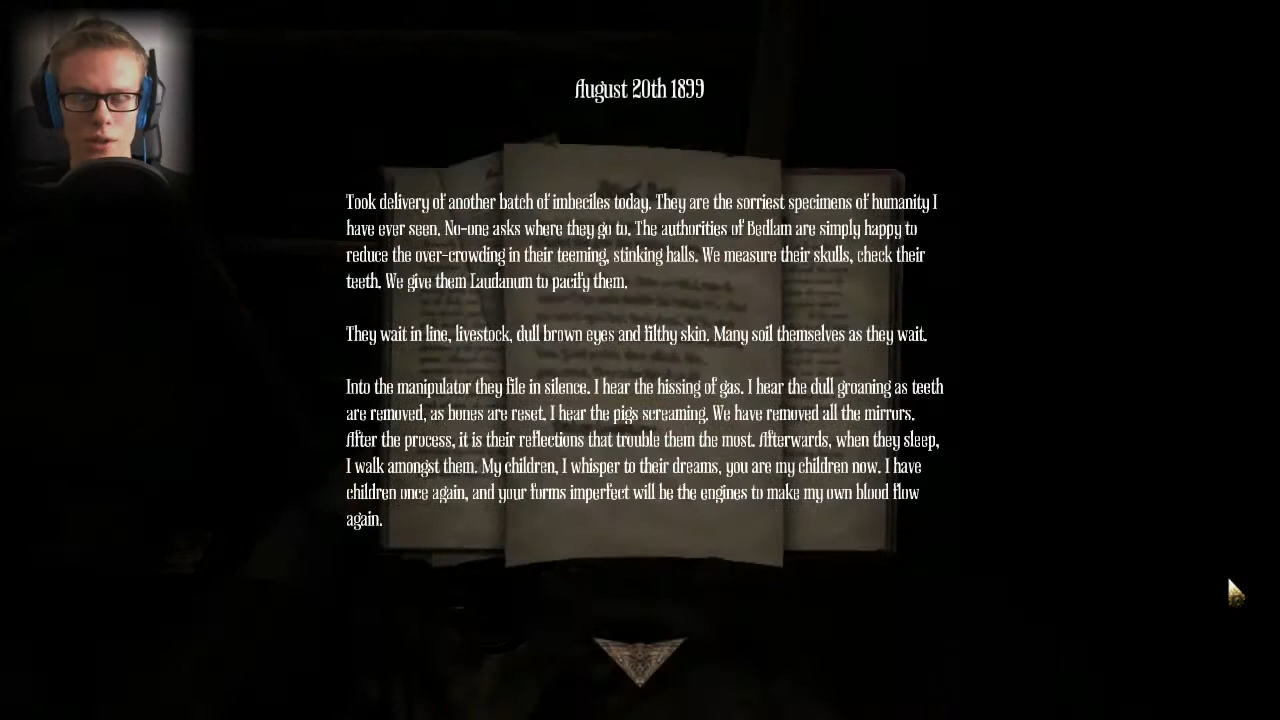 August 20th 1899
Took delivery of another batch of imbeciles today. They are the sorriest specimens of humanity I
have ever seen. No-one asks where they go to. The authorities of Bedlam are simply happy to
reduce the over-crowding in their teeming, stinking halls. We measure their skulls, check their
teeth. We give them Laudanum to pacify them.
They wait in line, livestock, dull brown eyes and filthy skin. Many soil themselves as they wait.
Into the manipulator they file in silence. I hear the hissing of gas. I hear the dull groaning as teeth
are removed, as bones are reset. I hear the pigs screaming. We have removed all the mirrors.
After the process, it is their reflections that trouble them the most. Afterwards, when they sleep,
I walk amongst them. My children, I whisper to their dreams, you are my children now. I have
children once again, and your forms imperfect will be the engines to make my own blood flow
again.